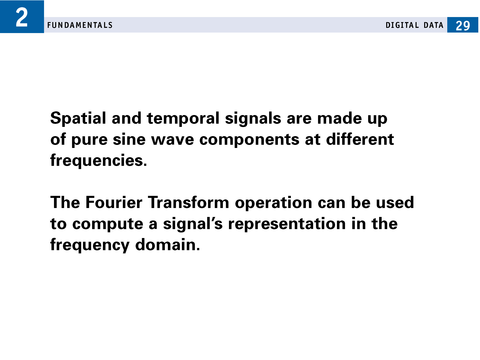 2
FUNDAMENTALS
DIGITAL DATA
29
Spatial and temporal signals are made up
of pure sine wave components at different
frequencies.
The Fourier Transform operation can be used
to compute a signal's representation in the
frequency domain.